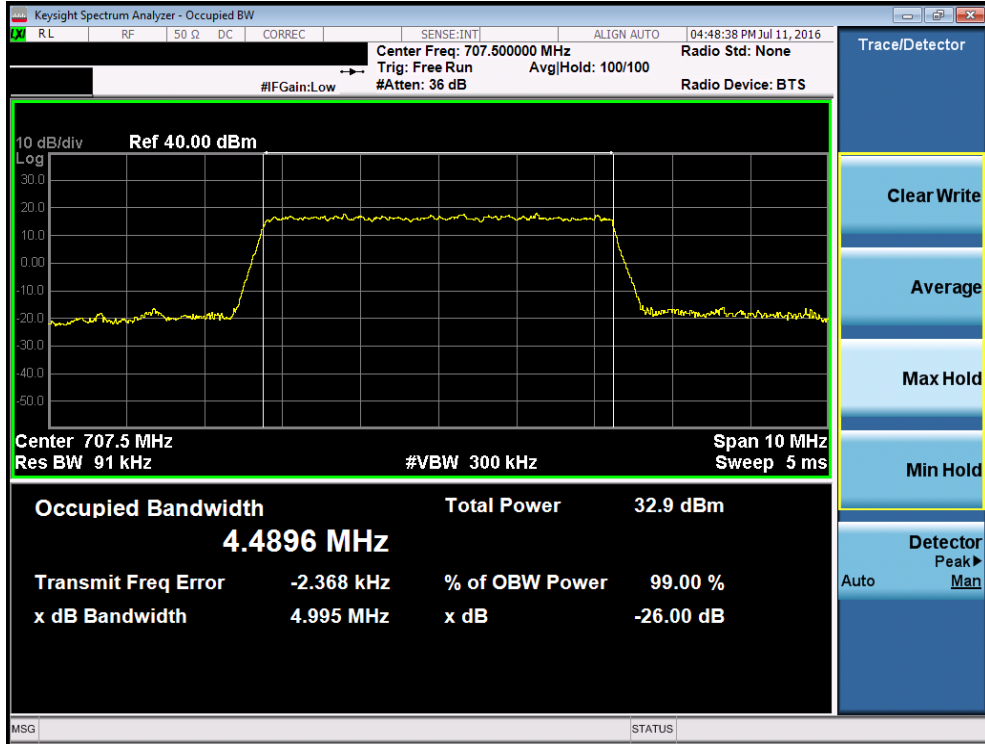 Keysight Spectrum Analyzer - Occupied BW
LXI RL RF 50 Ω DC CORREC SENSE:INT ALIGN AUTO 04:48:38 PM Jul 11, 2016
Center Freq: 707.500000 MHz Radio Std: None
Trig: Free Run Avg|Hold: 100/100
#IFGain:Low #Atten: 36 dB Radio Device: BTS
Trace/Detector
10 dB/div Ref 40.00 dBm
Log
30.0
20.0
10.0
0.00
-10.0
-20.0
-30.0
-40.0
-50.0
Center 707.5 MHz Span 10 MHz
Res BW 91 kHz #VBW 300 kHz Sweep 5 ms
Occupied Bandwidth Total Power 32.9 dBm
4.4896 MHz
Transmit Freq Error -2.368 kHz % of OBW Power 99.00 %
x dB Bandwidth 4.995 MHz x dB -26.00 dB
Clear Write
Average
Max Hold
Min Hold
Detector
Peak▶
Auto Man
MSG STATUS